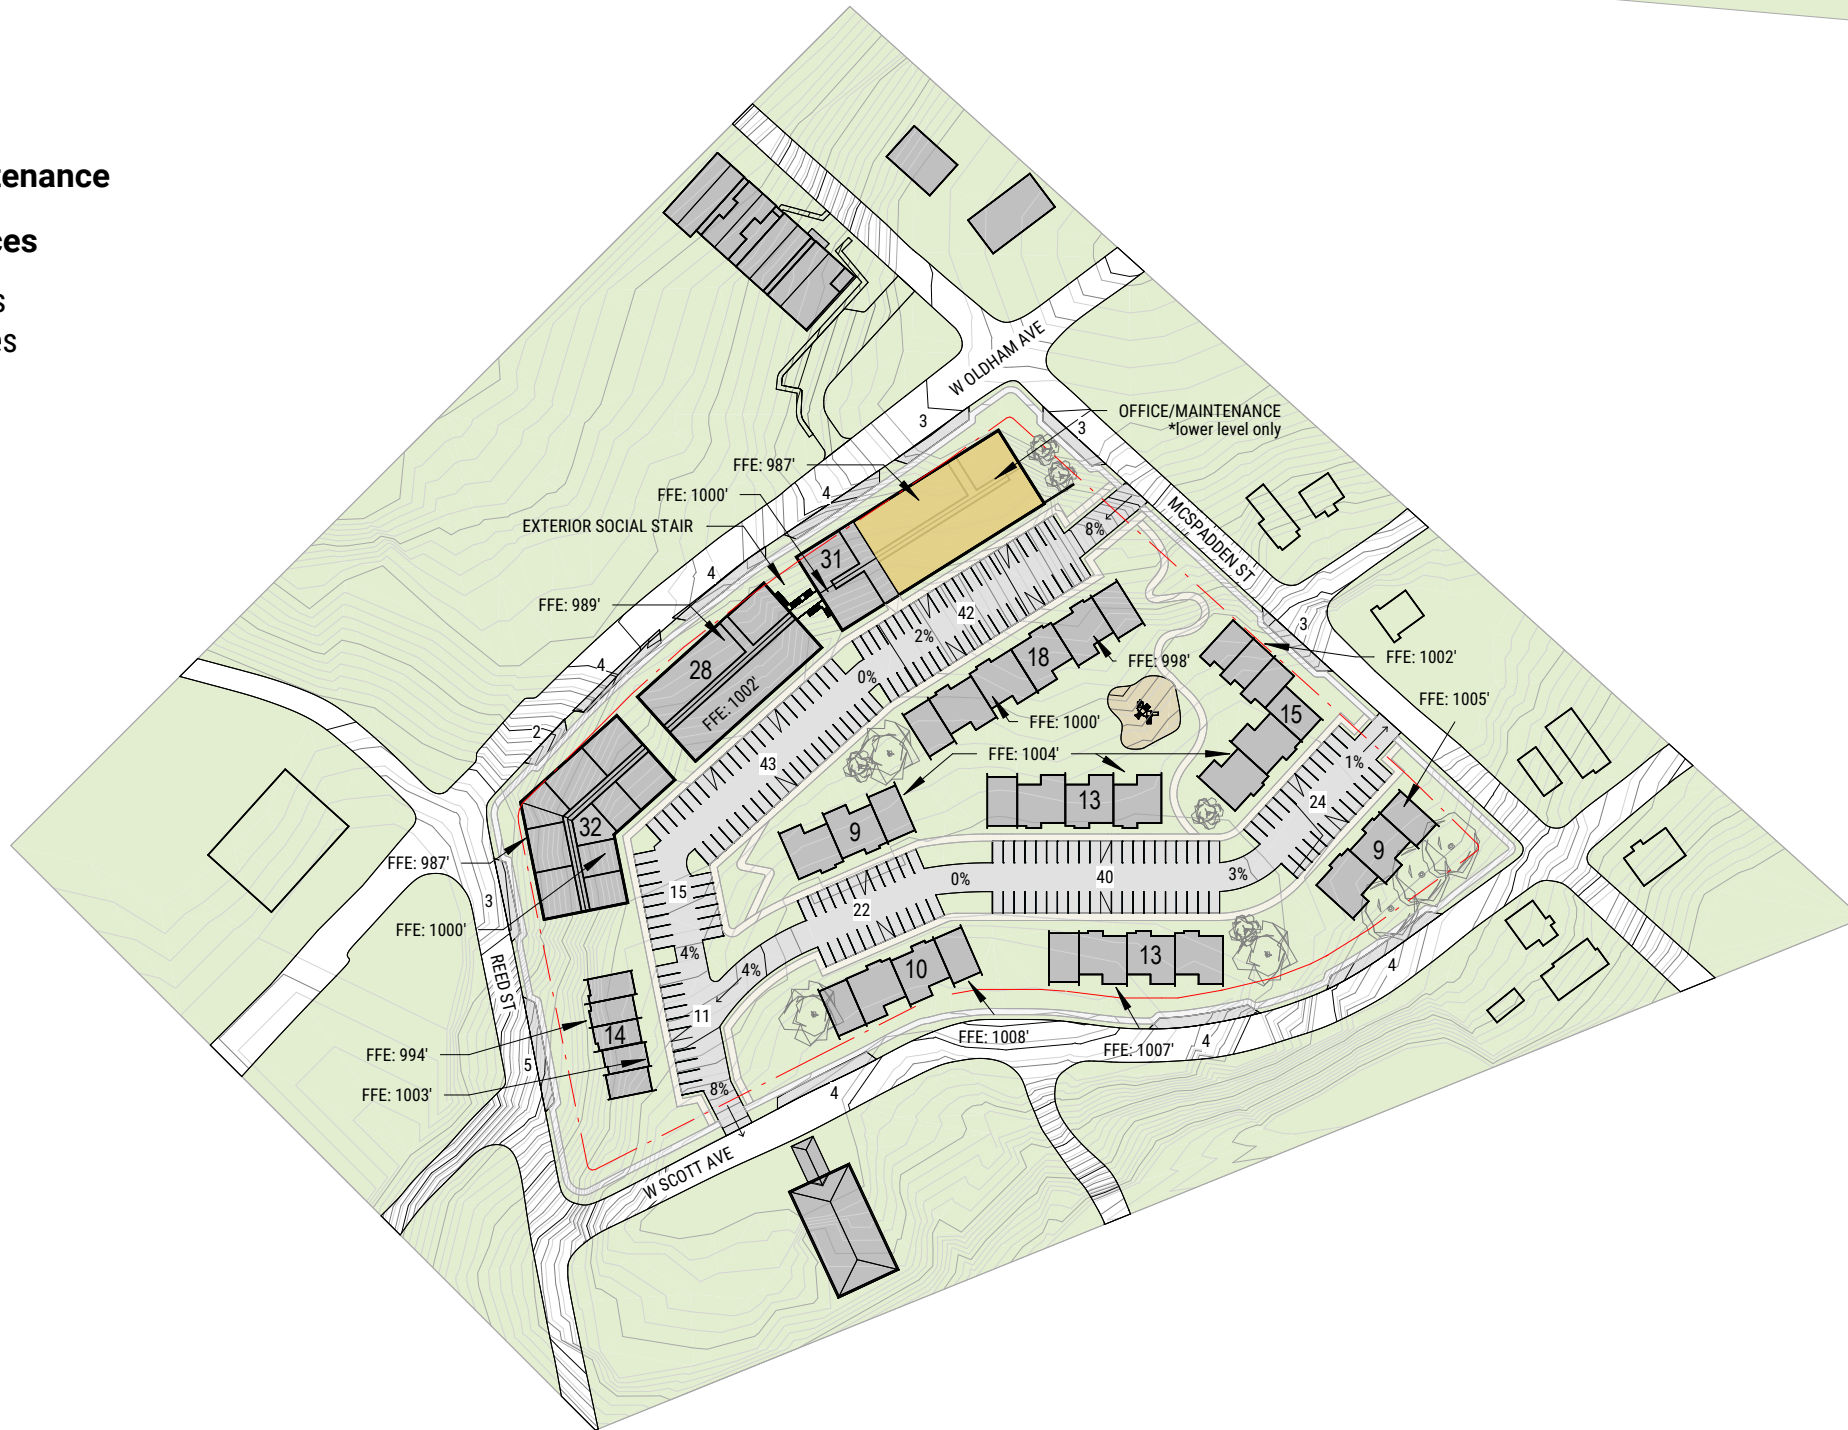 tenance
ces
s
es
W OLDHAM AVE
OFFICE/MAINTENANCE
*lower level only
3
3
FFE: 987'
FFE: 1000'
4
EXTERIOR SOCIAL STAIR
MCSPADDEN ST
8%
31
4
FFE: 989'
42
3
2%
18
FFE: 998'
FFE: 1002'
4
28
0%
FFE: 1002'
FFE: 1005'
15
FFE: 1000'
2
FFE: 1004'
43
1%
13
24
32
9
9
FFE: 987'
15
0%
40
3%
3
22
FFE: 1000'
REED ST
4%
4%
10
13
4
11
14
FFE: 994'
FFE: 1008'
FFE: 1007'
4
5
FFE: 1003'
8%
4
W SCOTT AVE